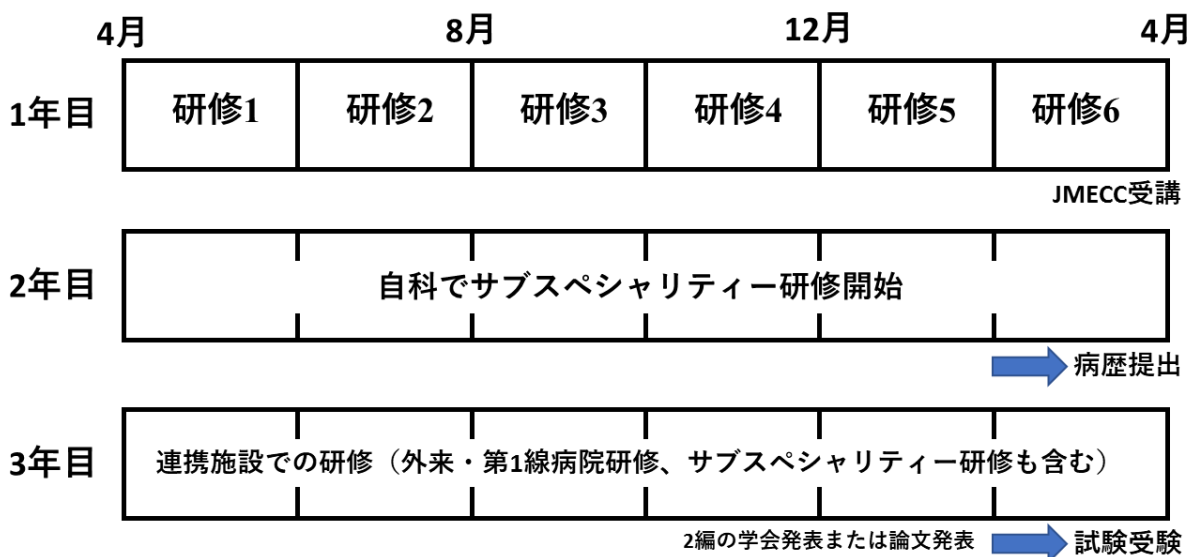 4月 8月 12月 4月
1年目 研修1 研修2 研修3 研修4 研修5 研修6
JMECC受講
2年目 自科でサブスペシャリティー研修開始
病歴提出
3年目 連携施設での研修（外来・第1線病院研修、サブスペシャリティー研修も含む）
2編の学会発表または論文発表 試験受験